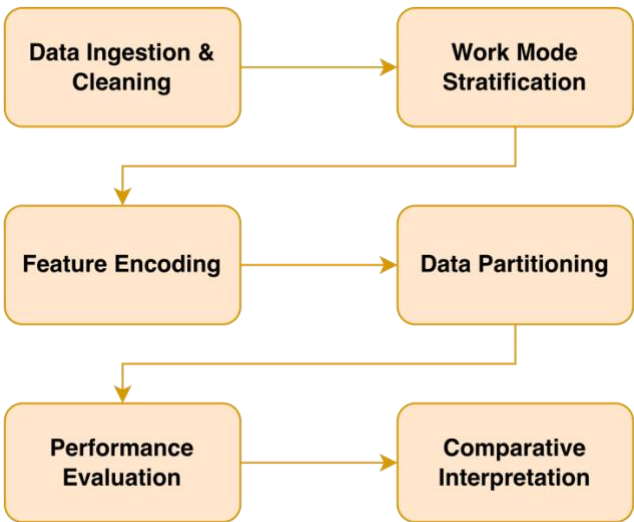 Data Ingestion &
Cleaning
Work Mode
Stratification
Feature Encoding
Data Partitioning
Performance
Evaluation
Comparative
Interpretation